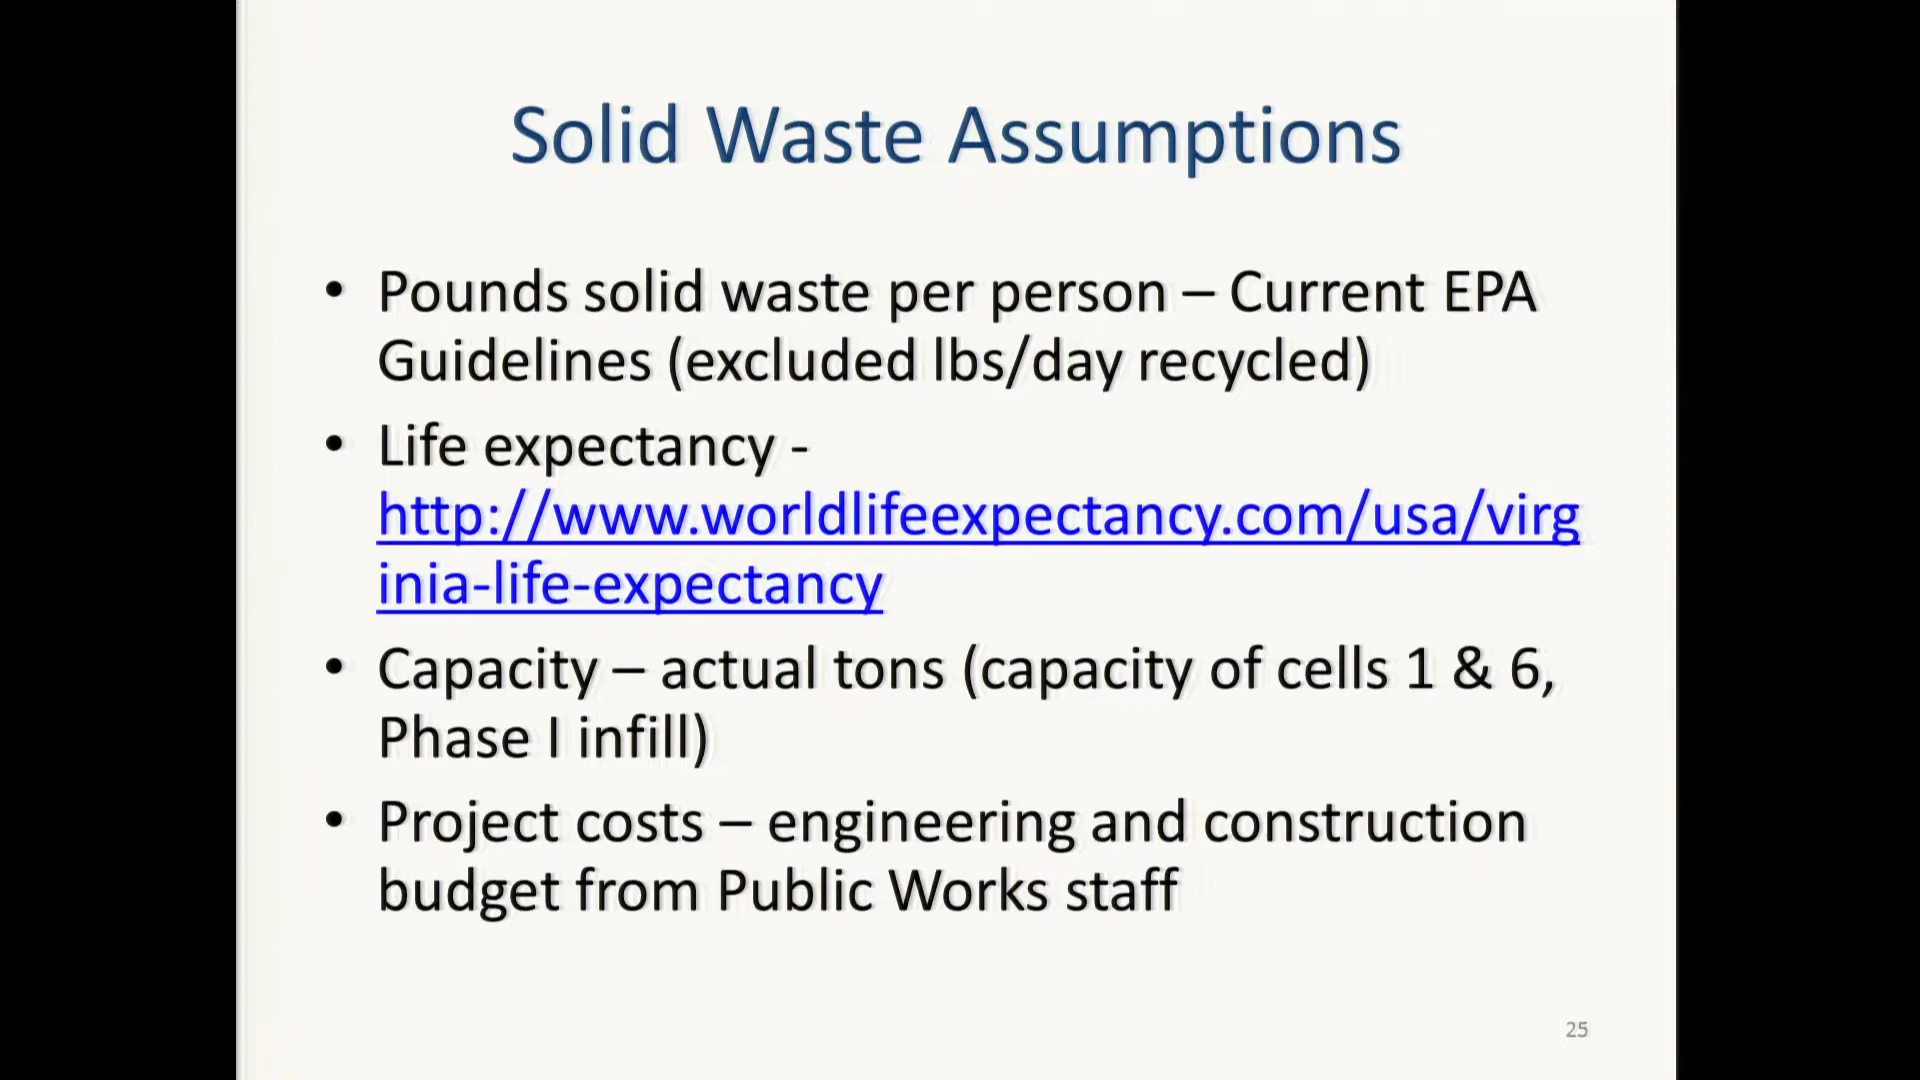 Solid Waste Assumptions
• Pounds solid waste per person – Current EPA
Guidelines (excluded lbs/day recycled)
• Life expectancy -
http://www.worldlifeexpectancy.com/usa/virg
inia-life-expectancy
• Capacity – actual tons (capacity of cells 1 & 6,
Phase I infill)
• Project costs – engineering and construction
budget from Public Works staff
25